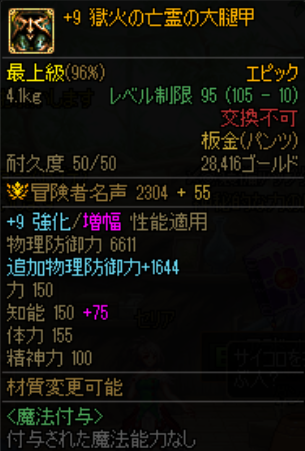 +9 獄火の亡霊の大腿甲
最上級(96%) エピック
4.1kg レベル制限 95 (105 - 10)
交換不可
板金(パンツ)
耐久度 50/50 28,416ゴールド
冒険者名声 2304 + 55
+9 強化/増幅 性能適用
物理防御力 6611
追加物理防御力+1644
力 150
知能 150 +75
体力 155
精神力 100
材質変更可能
サイコロを
<魔法付与>
付与された魔法能力なし